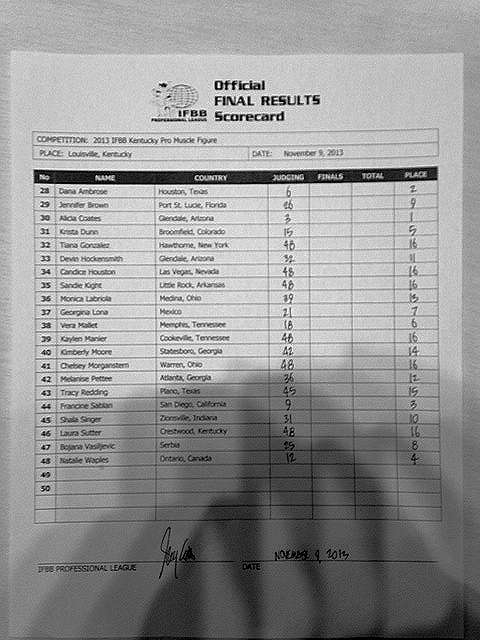 IFBB
PROFESSIONAL LEAGUE
Official
FINAL RESULTS
Scorecard
COMPETITION: 2013 IFBB Kentucky Pro Muscle Figure
PLACE: Louisville, Kentucky DATE: November 9, 2013
No NAME COUNTRY JUDGING FINALS TOTAL PLACE
28 Dana Ambrose Houston, Texas 6 2
29 Jennifer Brown Port St. Lucie, Florida 26 9
30 Alicia Coates Glendale, Arizona 3 1
31 Krista Dunn Broomfield, Colorado 15 5
32 Tiana Gonzalez Hawthorne, New York 48 16
33 Devin Hockensmith Glendale, Arizona 32 11
34 Candice Houston Las Vegas, Nevada 48 16
35 Sandie Kight Little Rock, Arkansas 48 16
36 Monica Labriola Medina, Ohio 39 13
37 Georgina Lona Mexico 21 7
38 Vera Mallet Memphis, Tennessee 18 6
39 Kaylen Manier Cookeville, Tennessee 48 16
40 Kimberly Moore Statesboro, Georgia 42 14
41 Chelsey Morganstern Warren, Ohio 48 16
42 Melanise Pettee Atlanta, Georgia 36 12
43 Tracy Redding Plano, Texas 45 15
44 Francine Sablan San Diego, California 9 3
45 Shala Singer Zionsville, Indiana 31 10
46 Laura Sutter Crestwood, Kentucky 48 16
47 Bojana Vasiljevic Serbia 25 8
48 Natalie Waples Ontario, Canada 12 4
49
50
NOVEMBER 9, 2013
IFBB PROFESSIONAL LEAGUE DATE